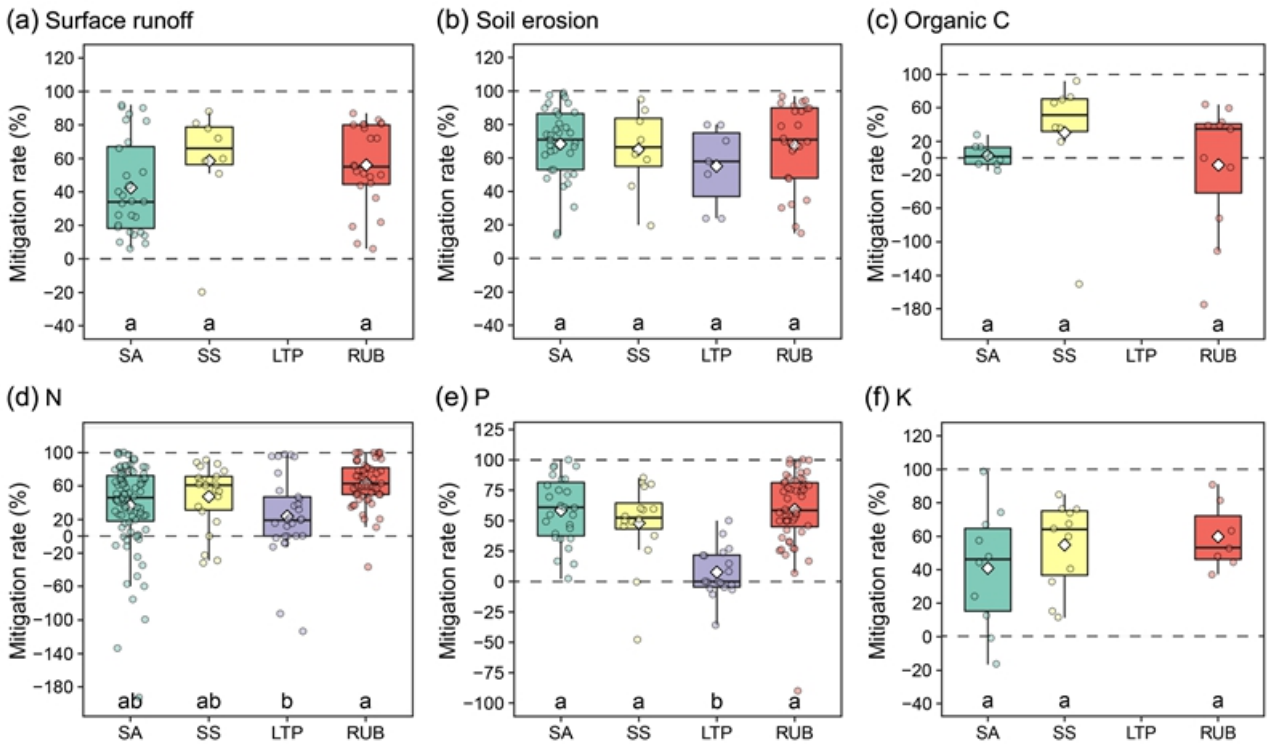 (a) Surface runoff
Mitigation rate (%)
120
100
80
60
40
20
0
−20
−40
a a a
SA SS LTP RUB
(b) Soil erosion
Mitigation rate (%)
120
100
80
60
40
20
0
−20
−40
a a a a
SA SS LTP RUB
(c) Organic C
Mitigation rate (%)
100
60
20
0
−20
−60
−100
−140
−180
a a a
SA SS LTP RUB
(d) N
Mitigation rate (%)
100
60
20
0
−20
−60
−100
−140
−180
ab ab b a
SA SS LTP RUB
(e) P
Mitigation rate (%)
125
100
75
50
25
0
−25
−50
−75
−100
a a b a
SA SS LTP RUB
(f) K
Mitigation rate (%)
120
100
80
60
40
20
0
−20
−40
a a a
SA SS LTP RUB